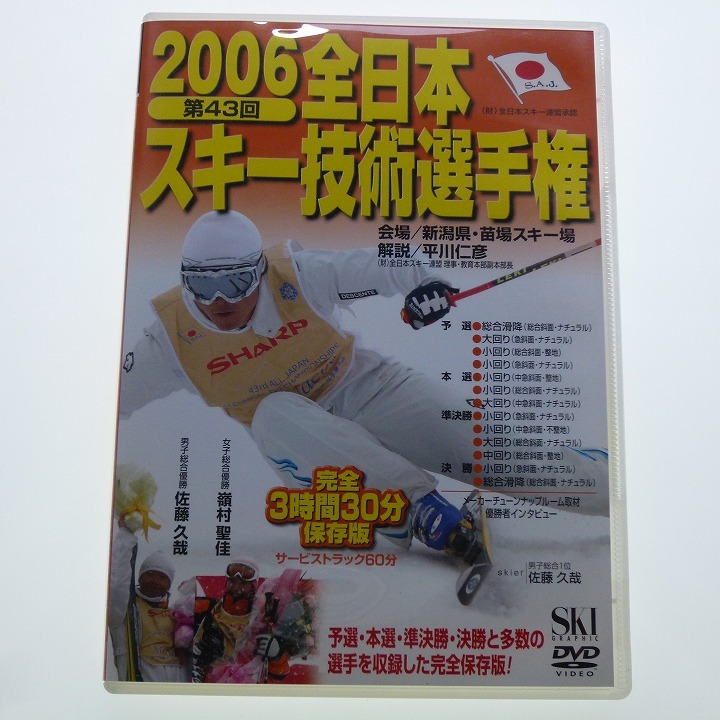 2006
第43回
全日本
スキー技術選手権
S.A.J.
(財)全日本スキー連盟承認
会場/新潟県・苗場スキー場
解説/平川仁彦
(財)全日本スキー連盟 理事・教育本部副本部長
DESCENTE
SHARP
43rd ALL JAPAN
予選●総合滑降(総合斜面・ナチュラル)
●大回り(急斜面・ナチュラル)
●小回り(総合斜面・整地)
●小回り(急斜面・ナチュラル)
本選●小回り(中急斜面・整地)
●小回り(総合斜面・ナチュラル)
●大回り(中急斜面・ナチュラル)
準決勝●小回り(急斜面・ナチュラル)
●小回り(中急斜面・不整地)
●大回り(総合斜面・ナチュラル)
●中回り(総合斜面・整地)
決勝●小回り(急斜面・ナチュラル)
●総合滑降(総合斜面・ナチュラル)
メーカーチューンナップルーム取材
優勝者インタビュー
女子総合優勝 嶺村 聖佳
男子総合優勝 佐藤 久哉
完全
3時間30分
保存版
サービストラック60分
skier
男子総合1位
佐藤 久哉
予選・本選・準決勝・決勝と多数の
選手を収録した完全保存版!
SKI
GRAPHIC
DVD
VIDEO